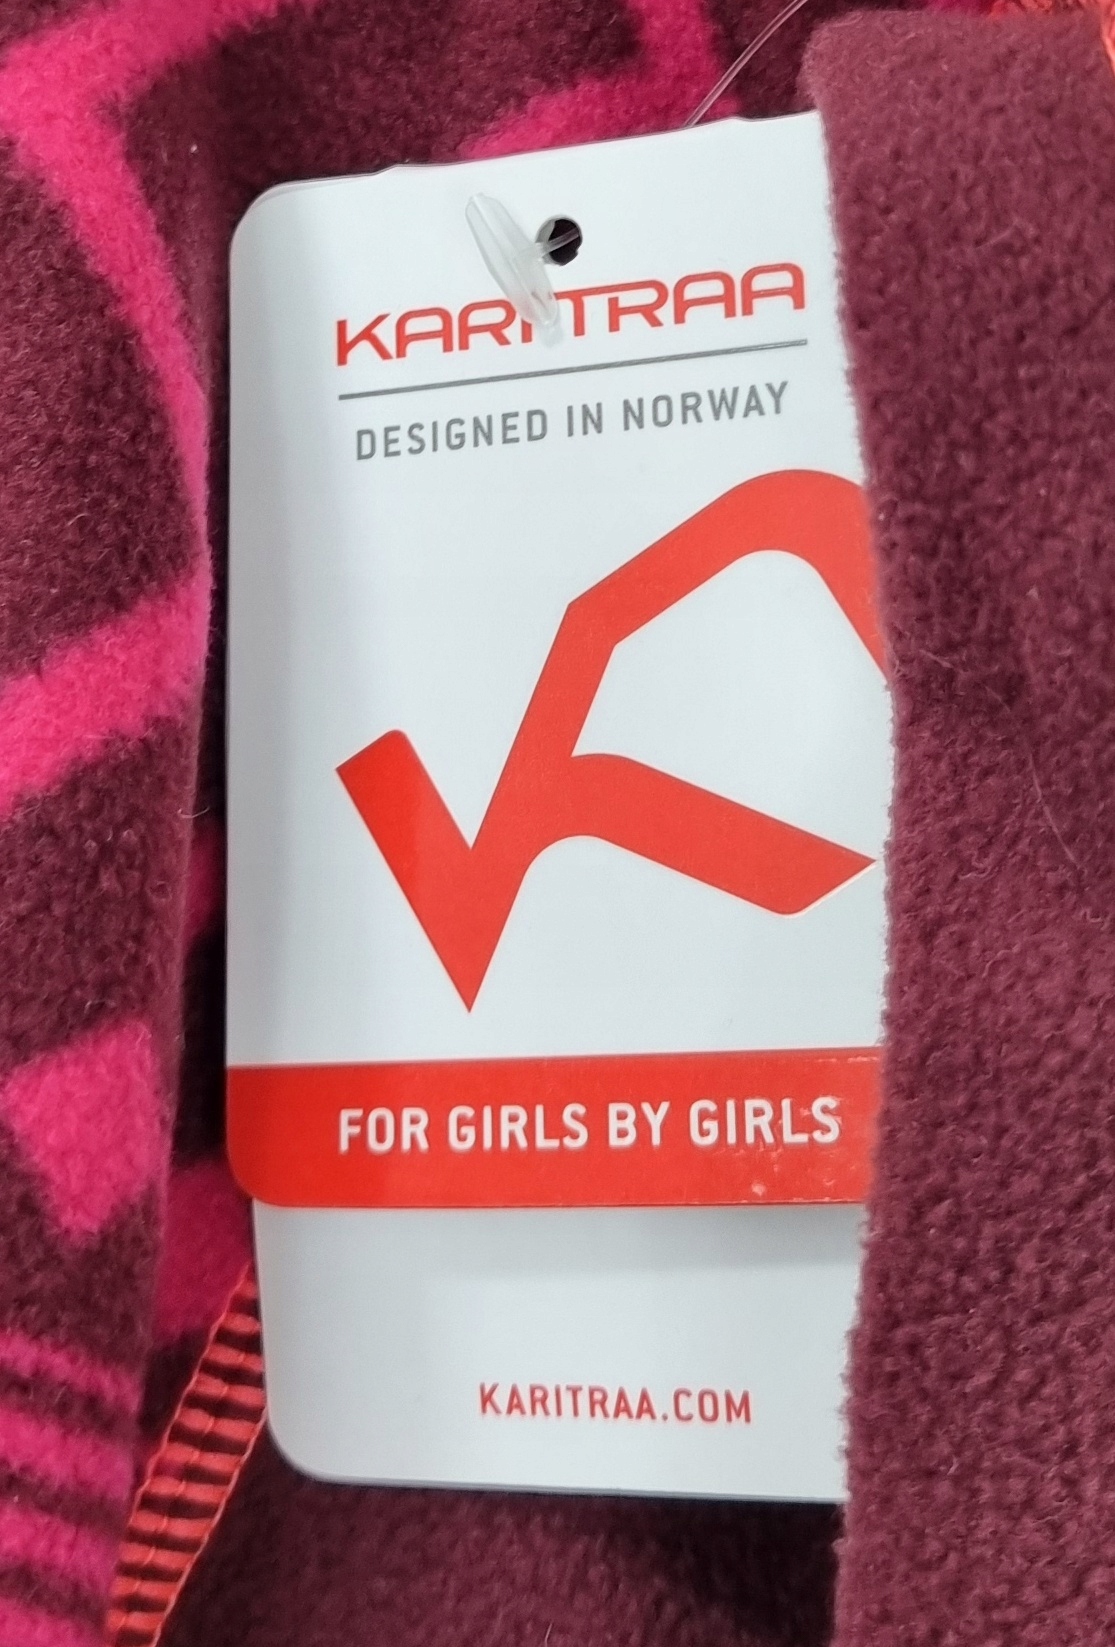 KARITRAA
DESIGNED IN NORWAY
FOR GIRLS BY GIRLS
KARITRAA.COM